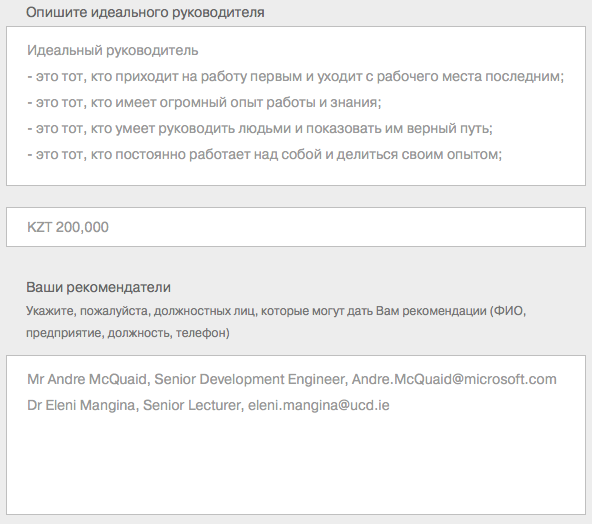 Опишите идеального руководителя
Идеальный руководитель
- это тот, кто приходит на работу первым и уходит с рабочего места последним;
- это тот, кто имеет огромный опыт работы и знания;
- это тот, кто умеет руководить людьми и показовать им верный путь;
- это тот, кто постоянно работает над собой и делиться своим опытом;
KZT 200,000
Ваши рекомендатели
Укажите, пожалуйста, должностных лиц, которые могут дать Вам рекомендации (ФИО,
предприятие, должность, телефон)
Mr Andre McQuaid, Senior Development Engineer, Andre.McQuaid@microsoft.com
Dr Eleni Mangina, Senior Lecturer, eleni.mangina@ucd.ie